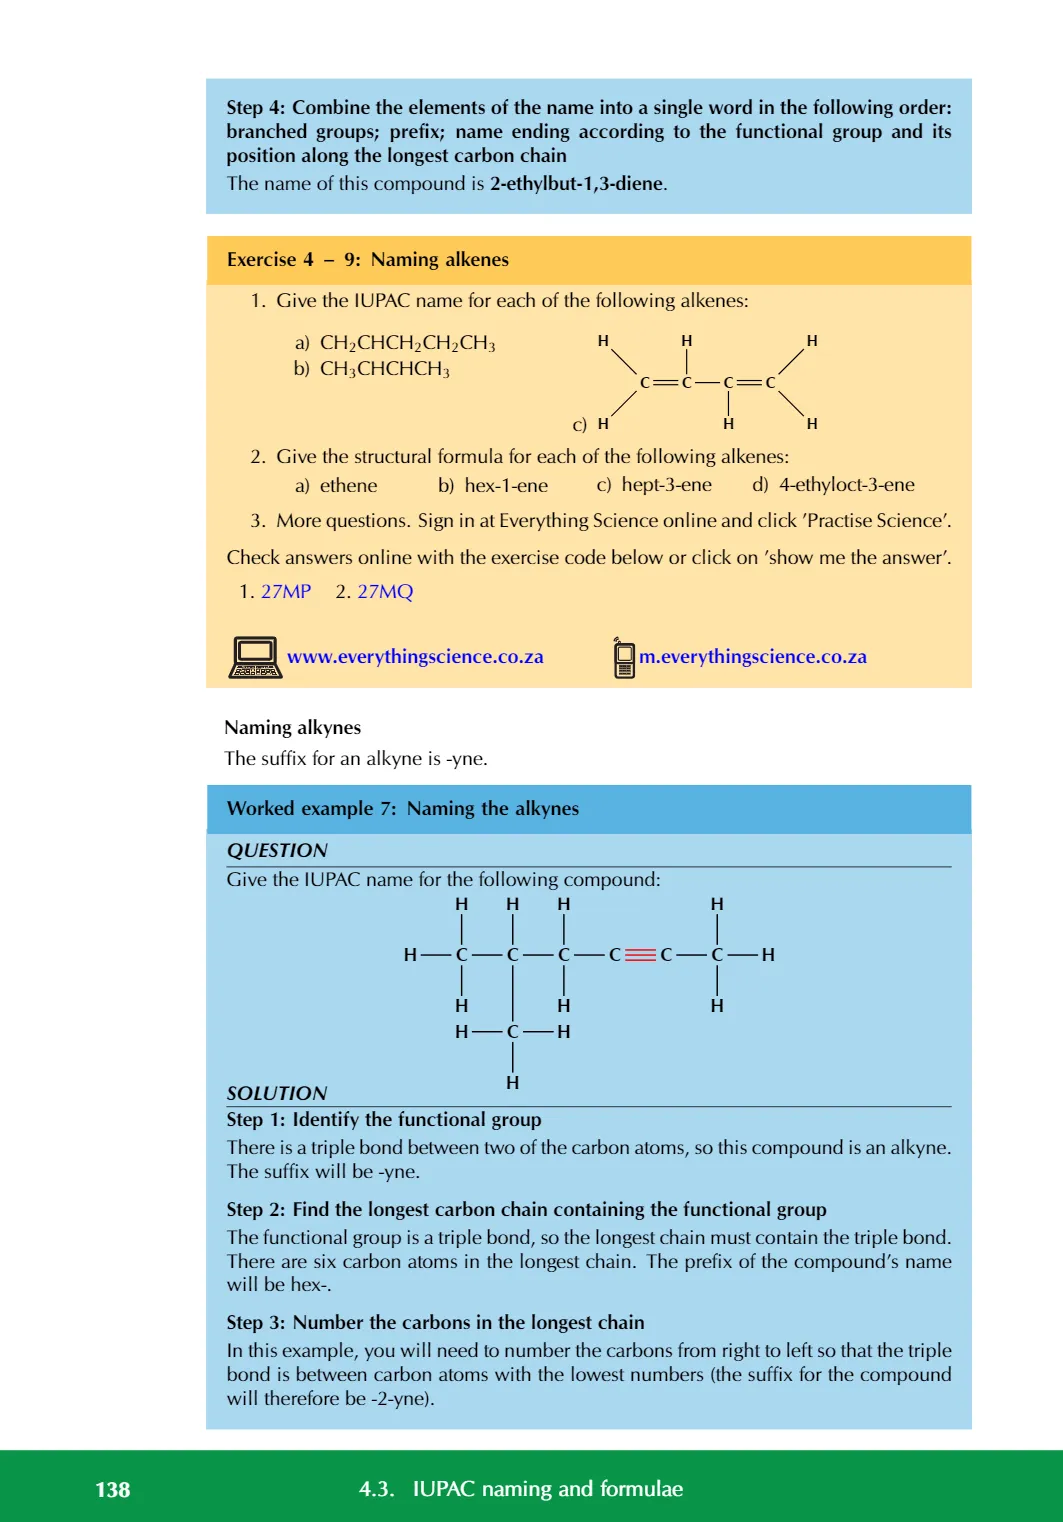 Step 4: Combine the elements of the name into a single word in the following order:
branched groups; prefix; name ending according to the functional group and its
position along the longest carbon chain
The name of this compound is 2-ethylbut-1,3-diene.
Exercise 4 – 9: Naming alkenes
1. Give the IUPAC name for each of the following alkenes:
a) CH₂CHCH₂CH₂CH₃
b) CH₃CHCHCH₃
H H H
C C C C
c) H H H
2. Give the structural formula for each of the following alkenes:
a) ethene b) hex-1-ene c) hept-3-ene d) 4-ethyloct-3-ene
3. More questions. Sign in at Everything Science online and click ’Practise Science’.
Check answers online with the exercise code below or click on ’show me the answer’.
1. 27MP 2. 27MQ
www.everythingscience.co.za m.everythingscience.co.za
Naming alkynes
The suffix for an alkyne is -yne.
Worked example 7: Naming the alkynes
QUESTION
Give the IUPAC name for the following compound:
H H H H
H C C C C C C H
H H H
H C H
H
SOLUTION
Step 1: Identify the functional group
There is a triple bond between two of the carbon atoms, so this compound is an alkyne.
The suffix will be -yne.
Step 2: Find the longest carbon chain containing the functional group
The functional group is a triple bond, so the longest chain must contain the triple bond.
There are six carbon atoms in the longest chain. The prefix of the compound’s name
will be hex-.
Step 3: Number the carbons in the longest chain
In this example, you will need to number the carbons from right to left so that the triple
bond is between carbon atoms with the lowest numbers (the suffix for the compound
will therefore be -2-yne).
138 4.3. IUPAC naming and formulae